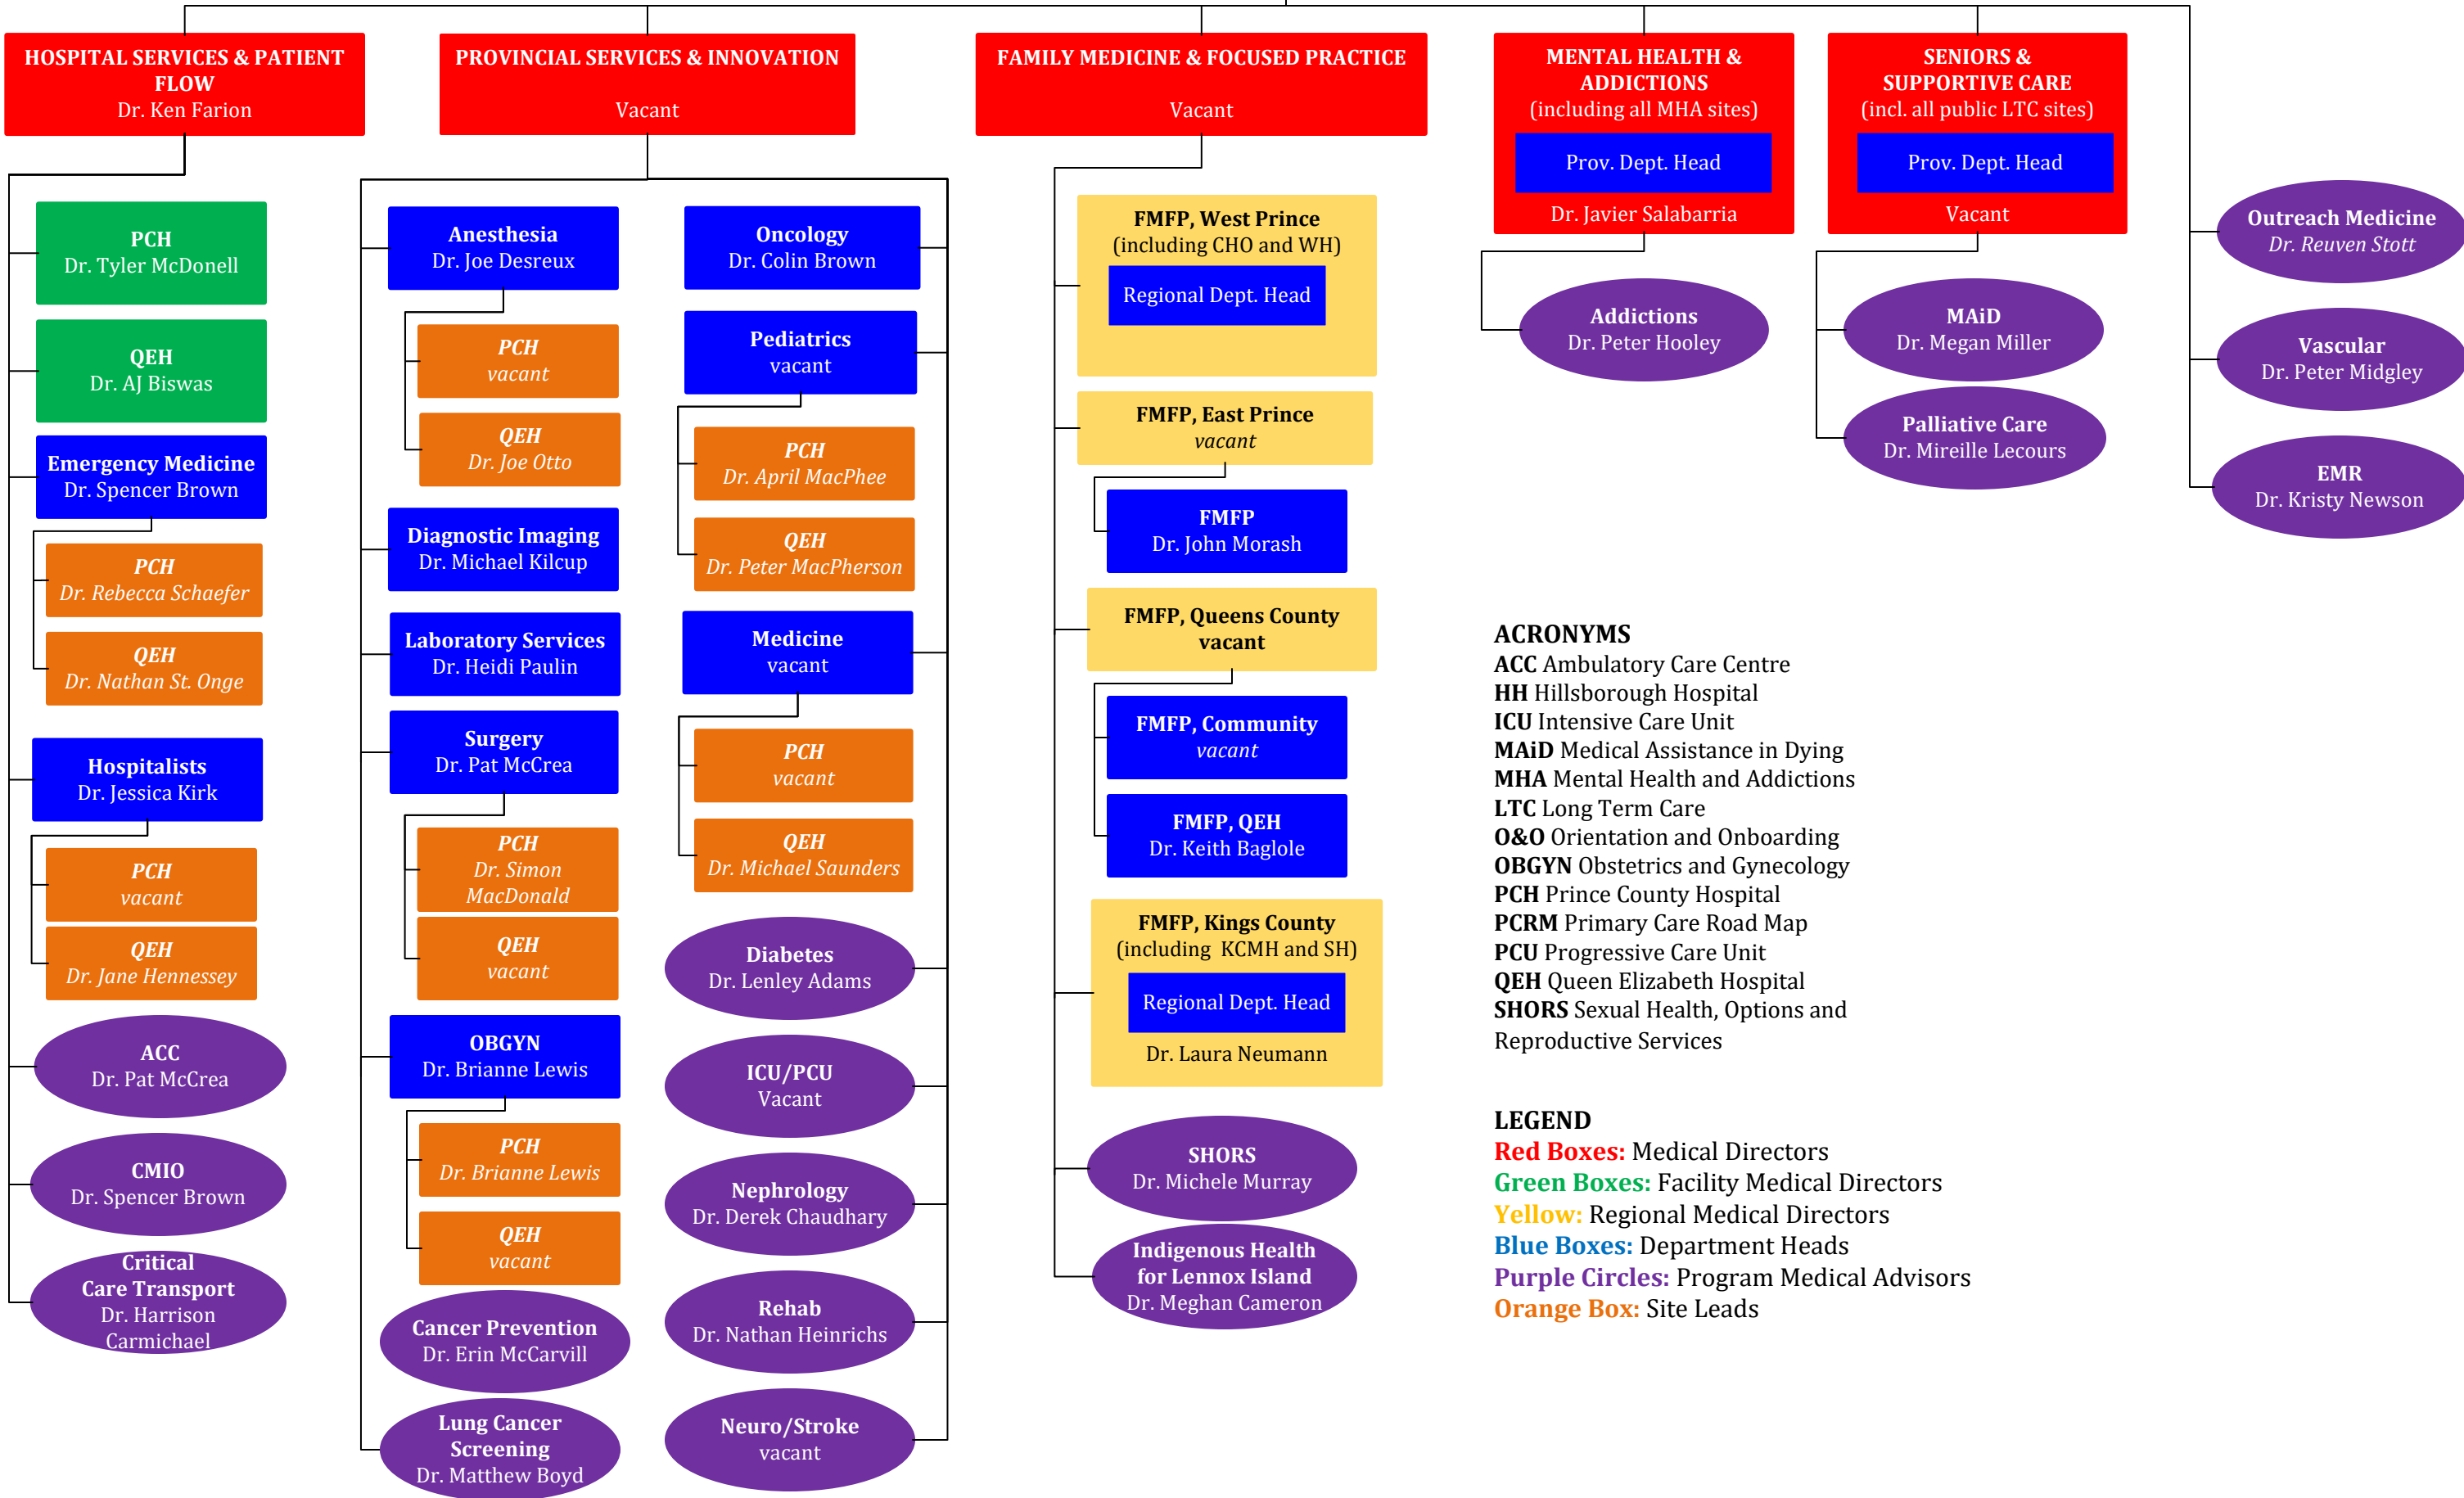 HOSPITAL SERVICES & PATIENT
FLOW
Dr. Ken Farion
PCH
Dr. Tyler McDonell
QEH
Dr. AJ Biswas
Emergency Medicine
Dr. Spencer Brown
PCH
Dr. Rebecca Schaefer
QEH
Dr. Nathan St. Onge
Hospitalists
Dr. Jessica Kirk
PCH
vacant
QEH
Dr. Jane Hennessey
ACC
Dr. Pat McCrea
CMIO
Dr. Spencer Brown
Critical
Care Transport
Dr. Harrison
Carmichael
PROVINCIAL SERVICES & INNOVATION
Vacant
Anesthesia
Dr. Joe Desreux
PCH
vacant
QEH
Dr. Joe Otto
Diagnostic Imaging
Dr. Michael Kilcup
Laboratory Services
Dr. Heidi Paulin
Surgery
Dr. Pat McCrea
PCH
Dr. Simon
MacDonald
QEH
vacant
OBGYN
Dr. Brianne Lewis
PCH
Dr. Brianne Lewis
QEH
vacant
Cancer Prevention
Dr. Erin McCarvill
Lung Cancer
Screening
Dr. Matthew Boyd
Oncology
Dr. Colin Brown
Pediatrics
vacant
PCH
Dr. April MacPhee
QEH
Dr. Peter MacPherson
Medicine
vacant
PCH
vacant
QEH
Dr. Michael Saunders
Diabetes
Dr. Lenley Adams
ICU/PCU
Vacant
Nephrology
Dr. Derek Chaudhary
Rehab
Dr. Nathan Heinrichs
Neuro/Stroke
vacant
FAMILY MEDICINE & FOCUSED PRACTICE
Vacant
FMFP, West Prince
(including CHO and WH)
Regional Dept. Head
FMFP, East Prince
vacant
FMFP
Dr. John Morash
FMFP, Queens County
vacant
FMFP, Community
vacant
FMFP, QEH
Dr. Keith Baglole
FMFP, Kings County
(including KCMH and SH)
Regional Dept. Head
Dr. Laura Neumann
SHORS
Dr. Michele Murray
Indigenous Health
for Lennox Island
Dr. Meghan Cameron
MENTAL HEALTH &
ADDICTIONS
(including all MHA sites)
Prov. Dept. Head
Dr. Javier Salabarria
Addictions
Dr. Peter Hooley
SENIORS &
SUPPORTIVE CARE
(incl. all public LTC sites)
Prov. Dept. Head
Vacant
MAiD
Dr. Megan Miller
Palliative Care
Dr. Mireille Lecours
Outreach Medicine
Dr. Reuven Stott
Vascular
Dr. Peter Midgley
EMR
Dr. Kristy Newson
ACRONYMS
ACC Ambulatory Care Centre
HH Hillsborough Hospital
ICU Intensive Care Unit
MAiD Medical Assistance in Dying
MHA Mental Health and Addictions
LTC Long Term Care
O&O Orientation and Onboarding
OBGYN Obstetrics and Gynecology
PCH Prince County Hospital
PCRM Primary Care Road Map
PCU Progressive Care Unit
QEH Queen Elizabeth Hospital
SHORS Sexual Health, Options and
Reproductive Services
LEGEND
Red Boxes: Medical Directors
Green Boxes: Facility Medical Directors
Yellow: Regional Medical Directors
Blue Boxes: Department Heads
Purple Circles: Program Medical Advisors
Orange Box: Site Leads